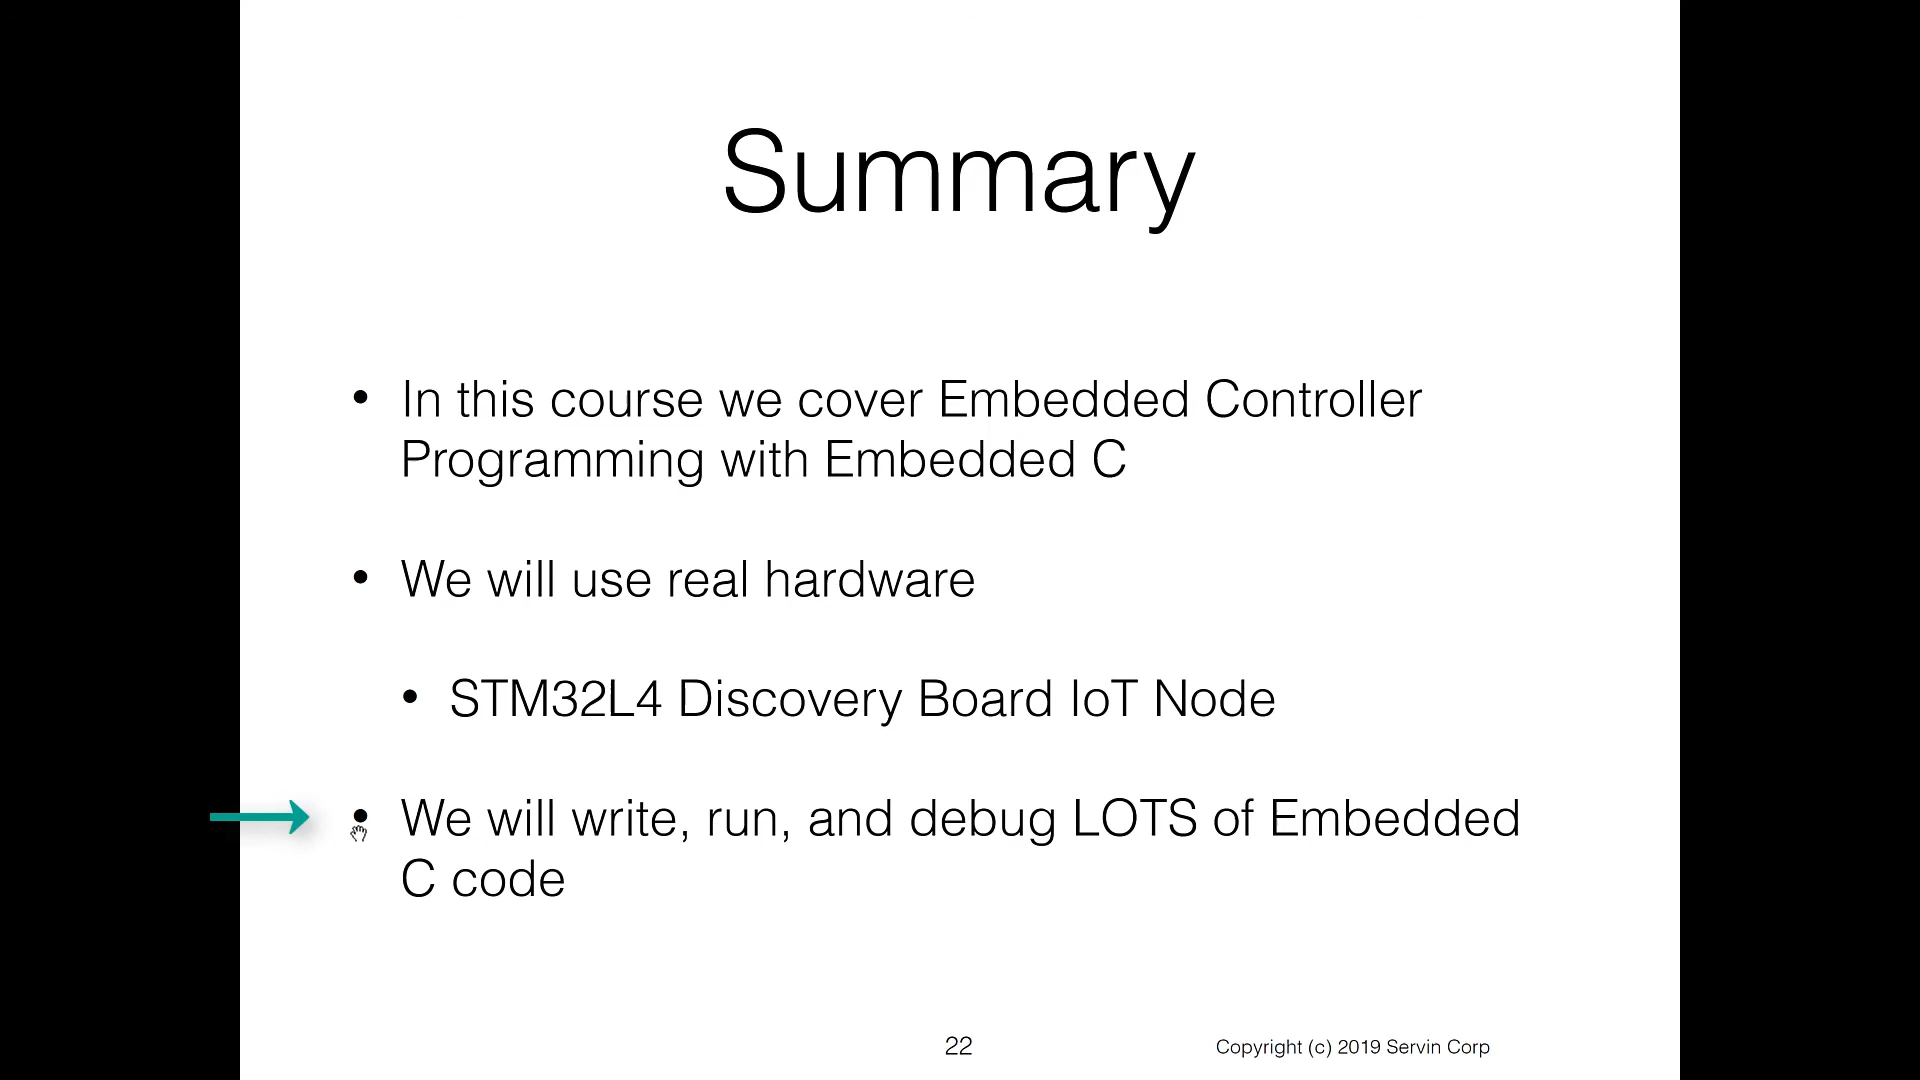 Summary
• In this course we cover Embedded Controller
Programming with Embedded C
• We will use real hardware
• STM32L4 Discovery Board IoT Node
• We will write, run, and debug LOTS of Embedded
C code
22
Copyright (c) 2019 Servin Corp